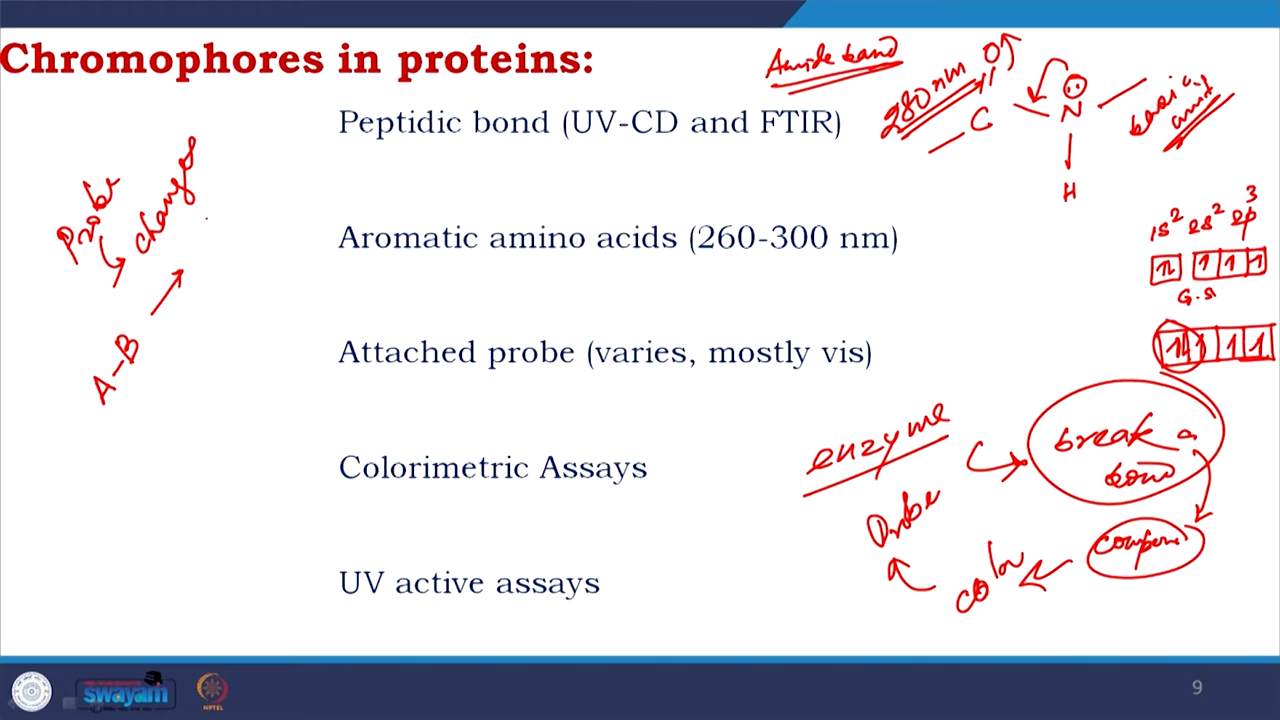 Chromophores in proteins:
Amide band
280 nm
O
C
N
H
basic
1s² 2s² 2p³
G.S
Peptidic bond (UV-CD and FTIR)
Probe
changes
A-B
Aromatic amino acids (260-300 nm)
Attached probe (varies, mostly vis)
Colorimetric Assays
UV active assays
enzyme
break a
bond
Probe
color
swayam
NPTEL
9